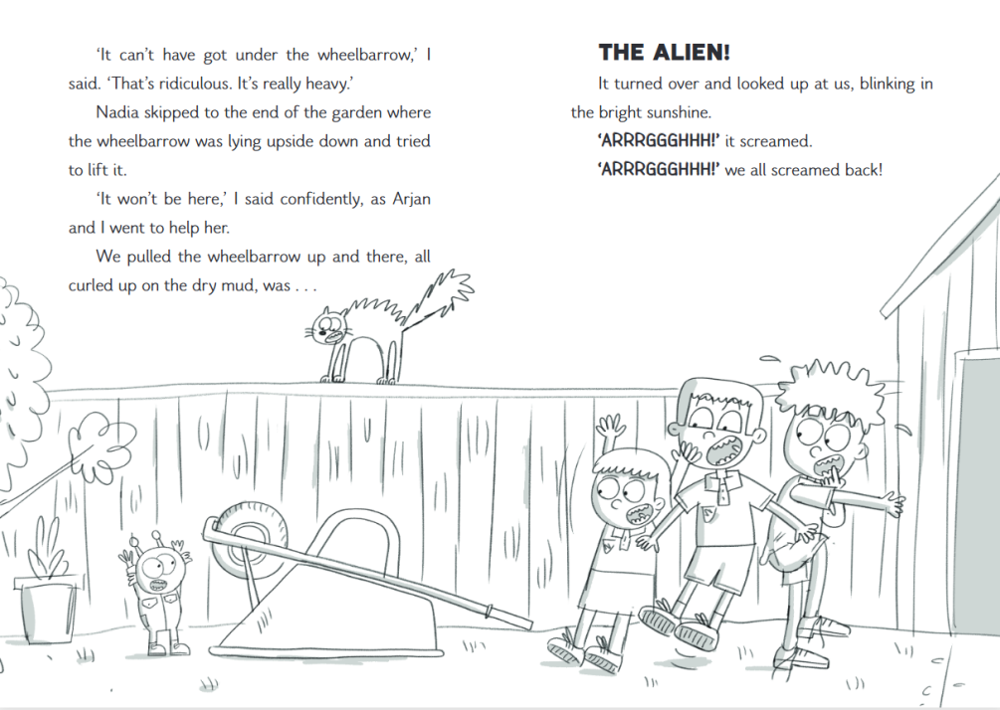 ‘It can’t have got under the wheelbarrow,’ I
said. ‘That’s ridiculous. It’s really heavy.’
Nadia skipped to the end of the garden where
the wheelbarrow was lying upside down and tried
to lift it.
‘It won’t be here,’ I said confidently, as Arjan
and I went to help her.
We pulled the wheelbarrow up and there, all
curled up on the dry mud, was . . .
THE ALIEN!
It turned over and looked up at us, blinking in
the bright sunshine.
‘ARRRGGGHHH!’ it screamed.
‘ARRRGGGHHH!’ we all screamed back!